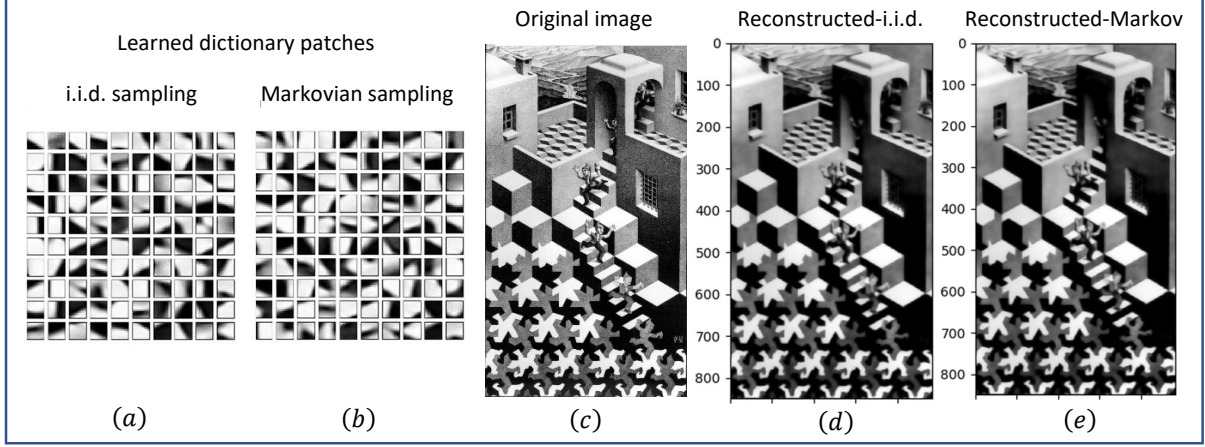 Learned dictionary patches
i.i.d. sampling
Markovian sampling
Original image
Reconstructed-i.i.d.
Reconstructed-Markov
0
100
200
300
400
500
600
700
800
0
100
200
300
400
500
600
700
800
(a)
(b)
(c)
(d)
(e)